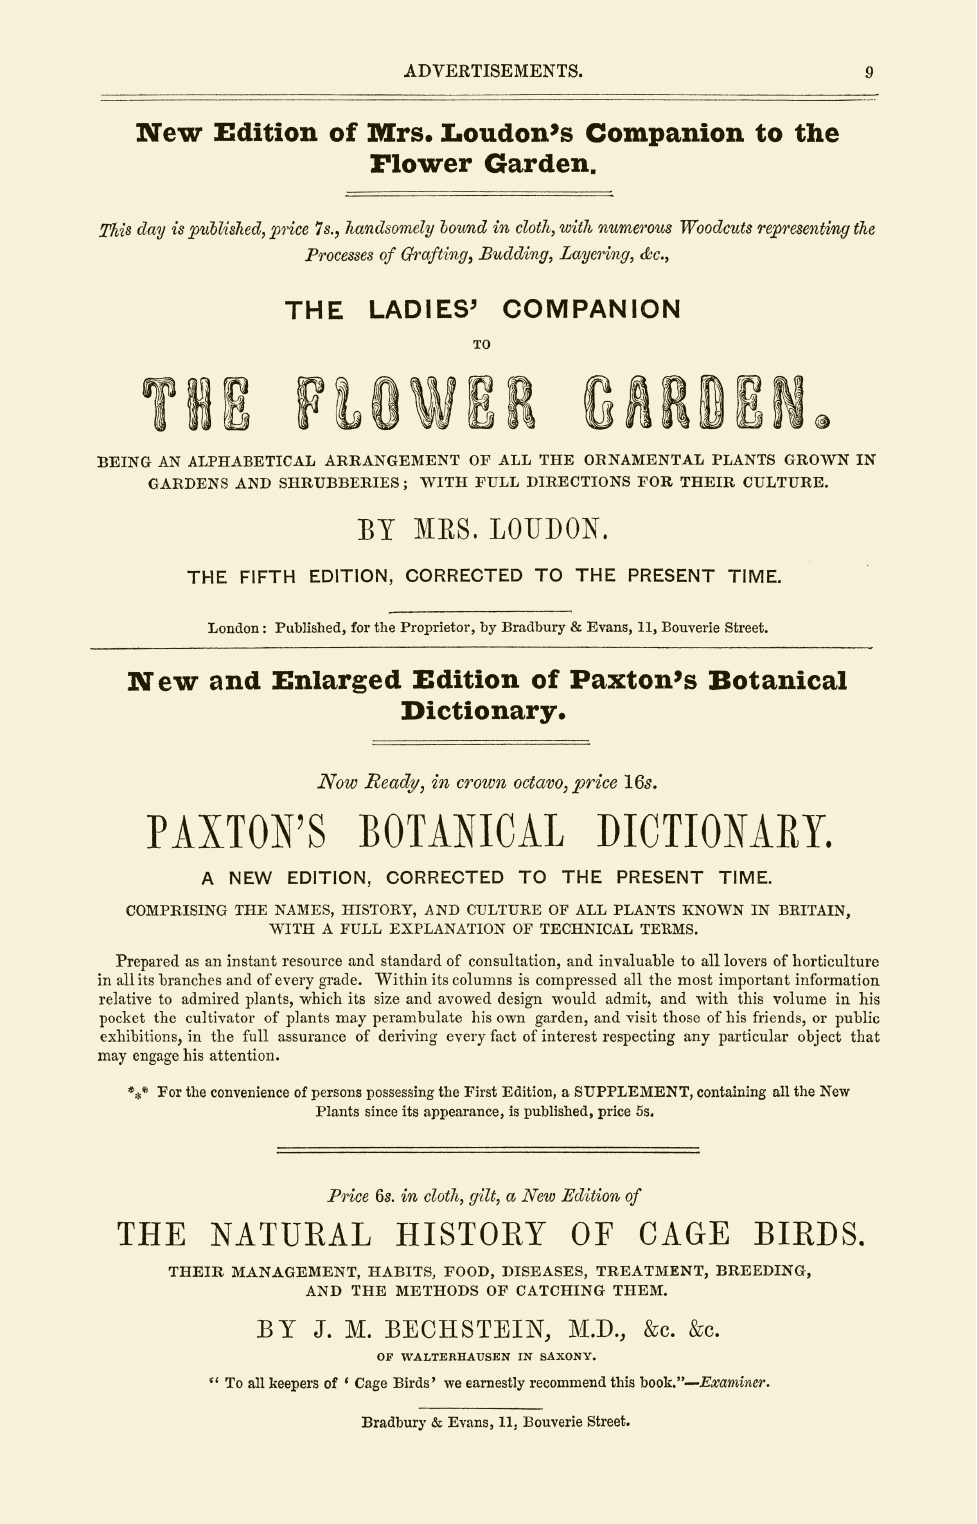 ADVERTISEMENTS. 9
New Edition of Mrs. Loudon's Companion to the
Flower Garden.
This day is published, price 7s., handsomely bound in cloth, with numerous Woodcuts representing the
Processes of Grafting, Budding, Layering, &c.,
THE LADIES' COMPANION
TO
THE FLOWER GARDEN.
BEING AN ALPHABETICAL ARRANGEMENT OF ALL THE ORNAMENTAL PLANTS GROWN IN
GARDENS AND SHRUBBERIES; WITH FULL DIRECTIONS FOR THEIR CULTURE.
BY MRS. LOUDON.
THE FIFTH EDITION, CORRECTED TO THE PRESENT TIME.
London: Published, for the Proprietor, by Bradbury & Evans, 11, Bouverie Street.
New and Enlarged Edition of Paxton's Botanical
Dictionary.
Now Ready, in crown octavo, price 16s.
PAXTON'S BOTANICAL DICTIONARY.
A NEW EDITION, CORRECTED TO THE PRESENT TIME.
COMPRISING THE NAMES, HISTORY, AND CULTURE OF ALL PLANTS KNOWN IN BRITAIN,
WITH A FULL EXPLANATION OF TECHNICAL TERMS.
Prepared as an instant resource and standard of consultation, and invaluable to all lovers of horticulture
in all its branches and of every grade. Within its columns is compressed all the most important information
relative to admired plants, which its size and avowed design would admit, and with this volume in his
pocket the cultivator of plants may perambulate his own garden, and visit those of his friends, or public
exhibitions, in the full assurance of deriving every fact of interest respecting any particular object that
may engage his attention.
*⁎* For the convenience of persons possessing the First Edition, a SUPPLEMENT, containing all the New
Plants since its appearance, is published, price 5s.
Price 6s. in cloth, gilt, a New Edition of
THE NATURAL HISTORY OF CAGE BIRDS.
THEIR MANAGEMENT, HABITS, FOOD, DISEASES, TREATMENT, BREEDING,
AND THE METHODS OF CATCHING THEM.
BY J. M. BECHSTEIN, M.D., &c. &c.
OF WALTERHAUSEN IN SAXONY.
"To all keepers of 'Cage Birds' we earnestly recommend this book."—Examiner.
Bradbury & Evans, 11, Bouverie Street.